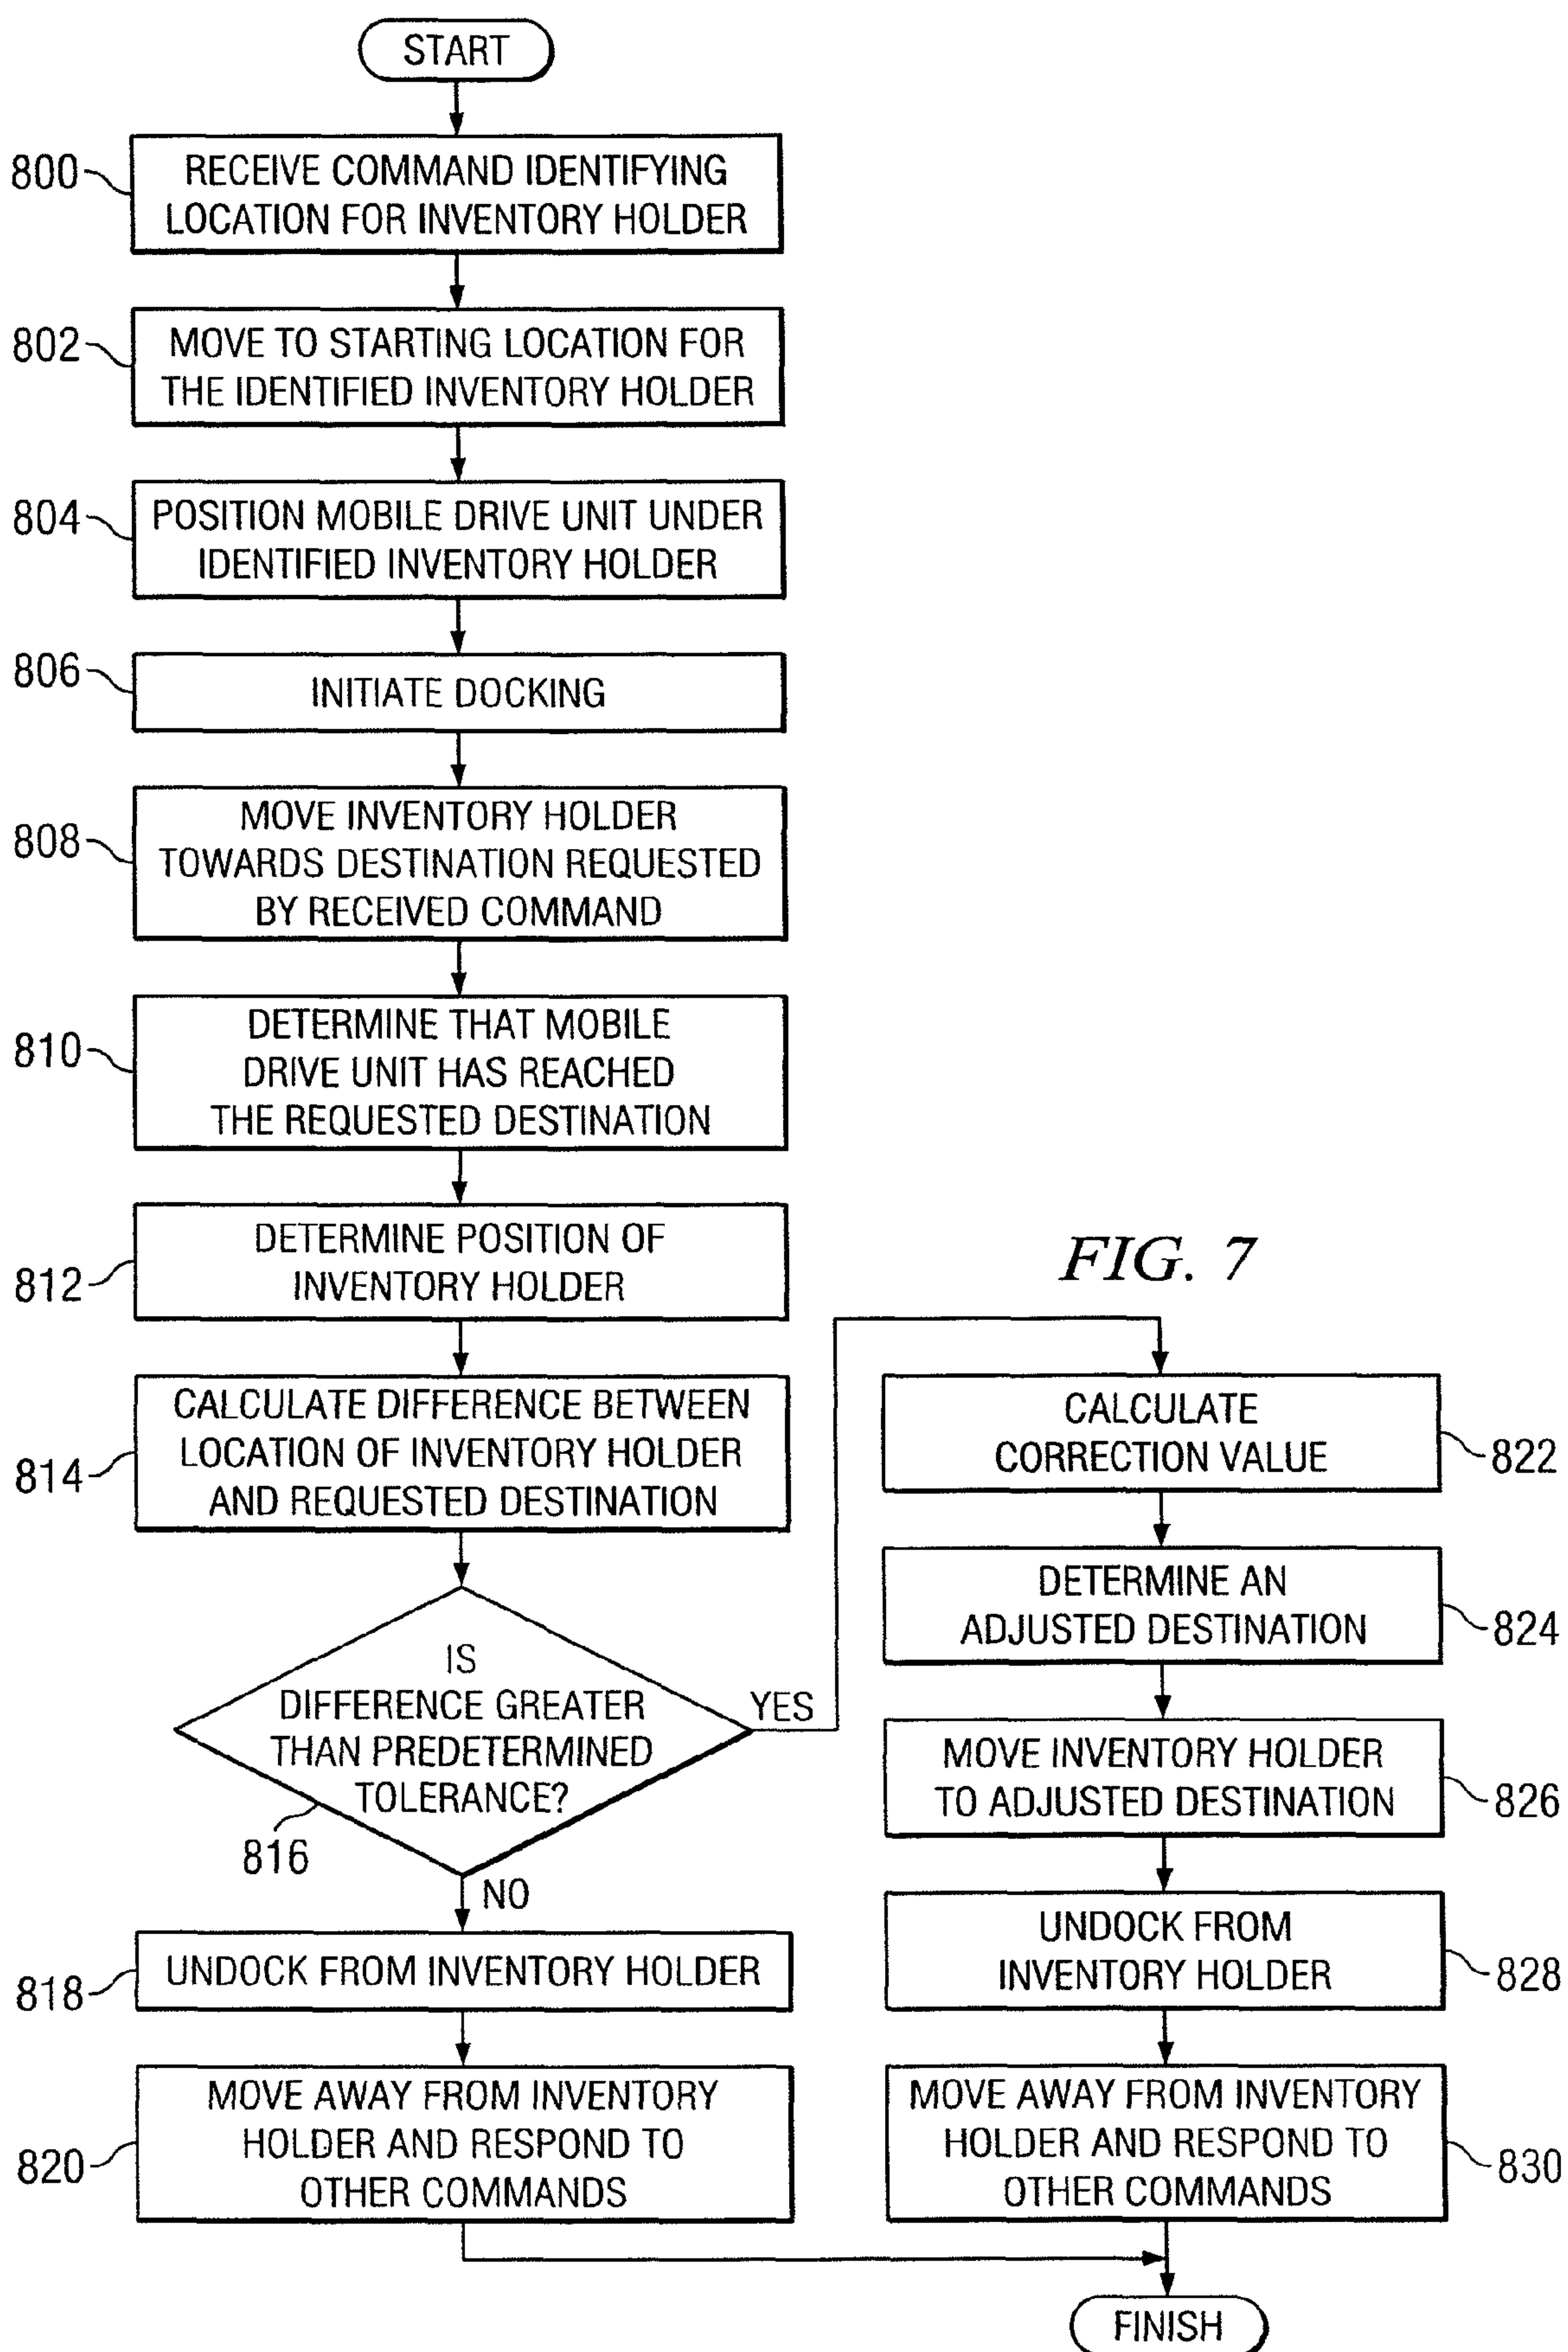 START
800
RECEIVE COMMAND IDENTIFYING
LOCATION FOR INVENTORY HOLDER
802
MOVE TO STARTING LOCATION FOR
THE IDENTIFIED INVENTORY HOLDER
804
POSITION MOBILE DRIVE UNIT UNDER
IDENTIFIED INVENTORY HOLDER
806
INITIATE DOCKING
808
MOVE INVENTORY HOLDER
TOWARDS DESTINATION REQUESTED
BY RECEIVED COMMAND
810
DETERMINE THAT MOBILE
DRIVE UNIT HAS REACHED
THE REQUESTED DESTINATION
812
DETERMINE POSITION OF
INVENTORY HOLDER
814
CALCULATE DIFFERENCE BETWEEN
LOCATION OF INVENTORY HOLDER
AND REQUESTED DESTINATION
IS
DIFFERENCE GREATER
THAN PREDETERMINED
TOLERANCE?
816
YES
NO
818
UNDOCK FROM INVENTORY HOLDER
820
MOVE AWAY FROM INVENTORY
HOLDER AND RESPOND TO
OTHER COMMANDS
FIG. 7
CALCULATE
CORRECTION VALUE
822
DETERMINE AN
ADJUSTED DESTINATION
824
MOVE INVENTORY HOLDER
TO ADJUSTED DESTINATION
826
UNDOCK FROM
INVENTORY HOLDER
828
MOVE AWAY FROM INVENTORY
HOLDER AND RESPOND TO
OTHER COMMANDS
830
FINISH